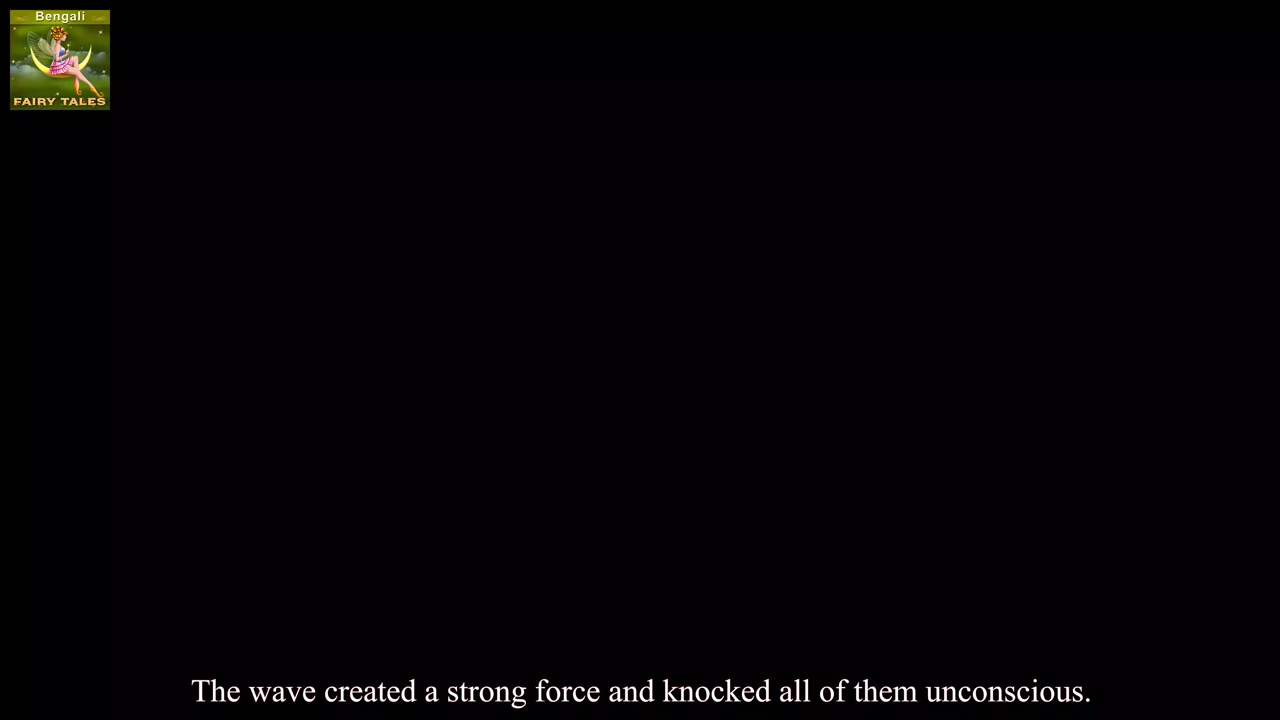 Bengali
FAIRY TALES
The wave created a strong force and knocked all of them unconscious.